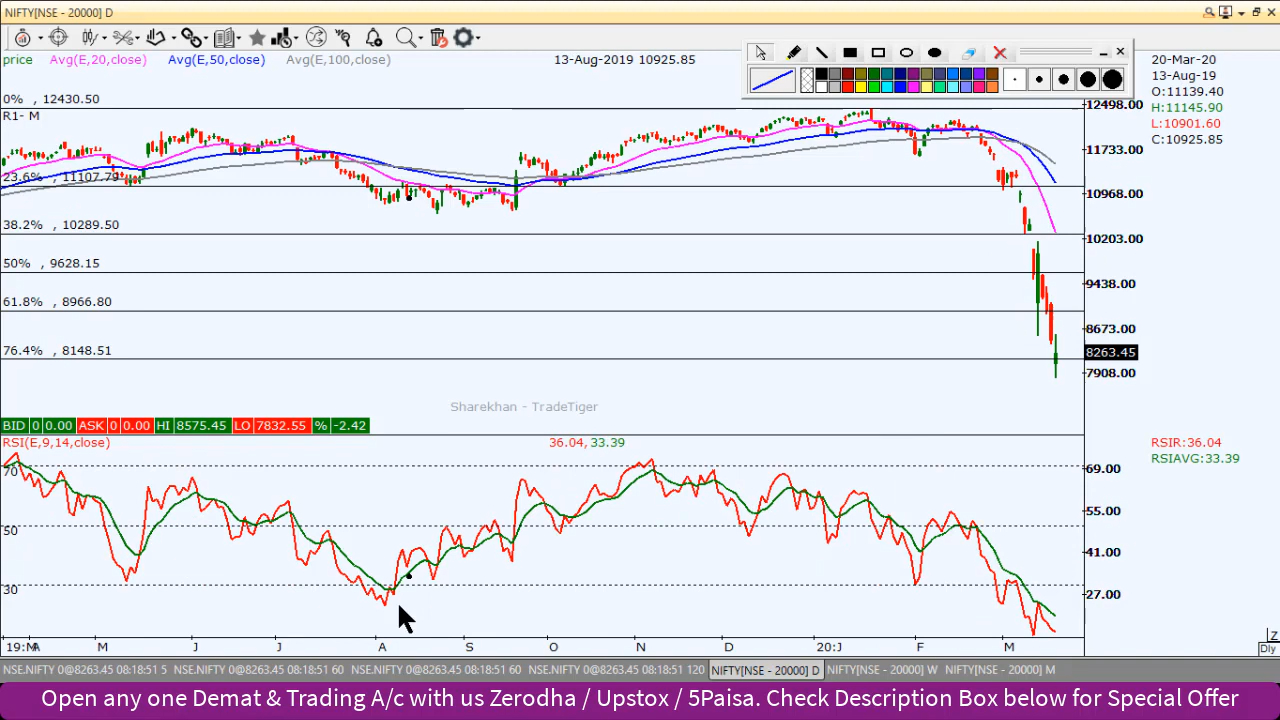 NIFTY[NSE - 20000] D
price Avg(E,20,close) Avg(E,50,close) Avg(E,100,close) 13-Aug-2019 10925.85
20-Mar-20
13-Aug-19
O:11139.40
H:11145.90
L:10901.60
C:10925.85
0% , 12430.50
R1- M
23.6% , 11107.79
38.2% , 10289.50
50% , 9628.15
61.8% , 8966.80
76.4% , 8148.51
12498.00
11733.00
10968.00
10203.00
9438.00
8673.00
8263.45
7908.00
Sharekhan - TradeTiger
BID 0 0.00 ASK 0 0.00 HI 8575.45 LO 7832.55 % -2.42
RSI(E,9,14,close) 36.04, 33.39
RSIR:36.04
RSIAVG:33.39
70
50
30
69.00
55.00
41.00
27.00
19:M A M J J A S O N D 20:J F M
Z
Dly
NSE.NIFTY 0@8263.45 08:18:51 5 NSE.NIFTY 0@8263.45 08:18:51 60 NSE.NIFTY 0@8263.45 08:18:51 60 NSE.NIFTY 0@8263.45 08:18:51 120 NIFTY[NSE - 20000] D NIFTY[NSE - 20000] W NIFTY[NSE - 20000] M
Open any one Demat & Trading A/c with us Zerodha / Upstox / 5Paisa. Check Description Box below for Special Offer